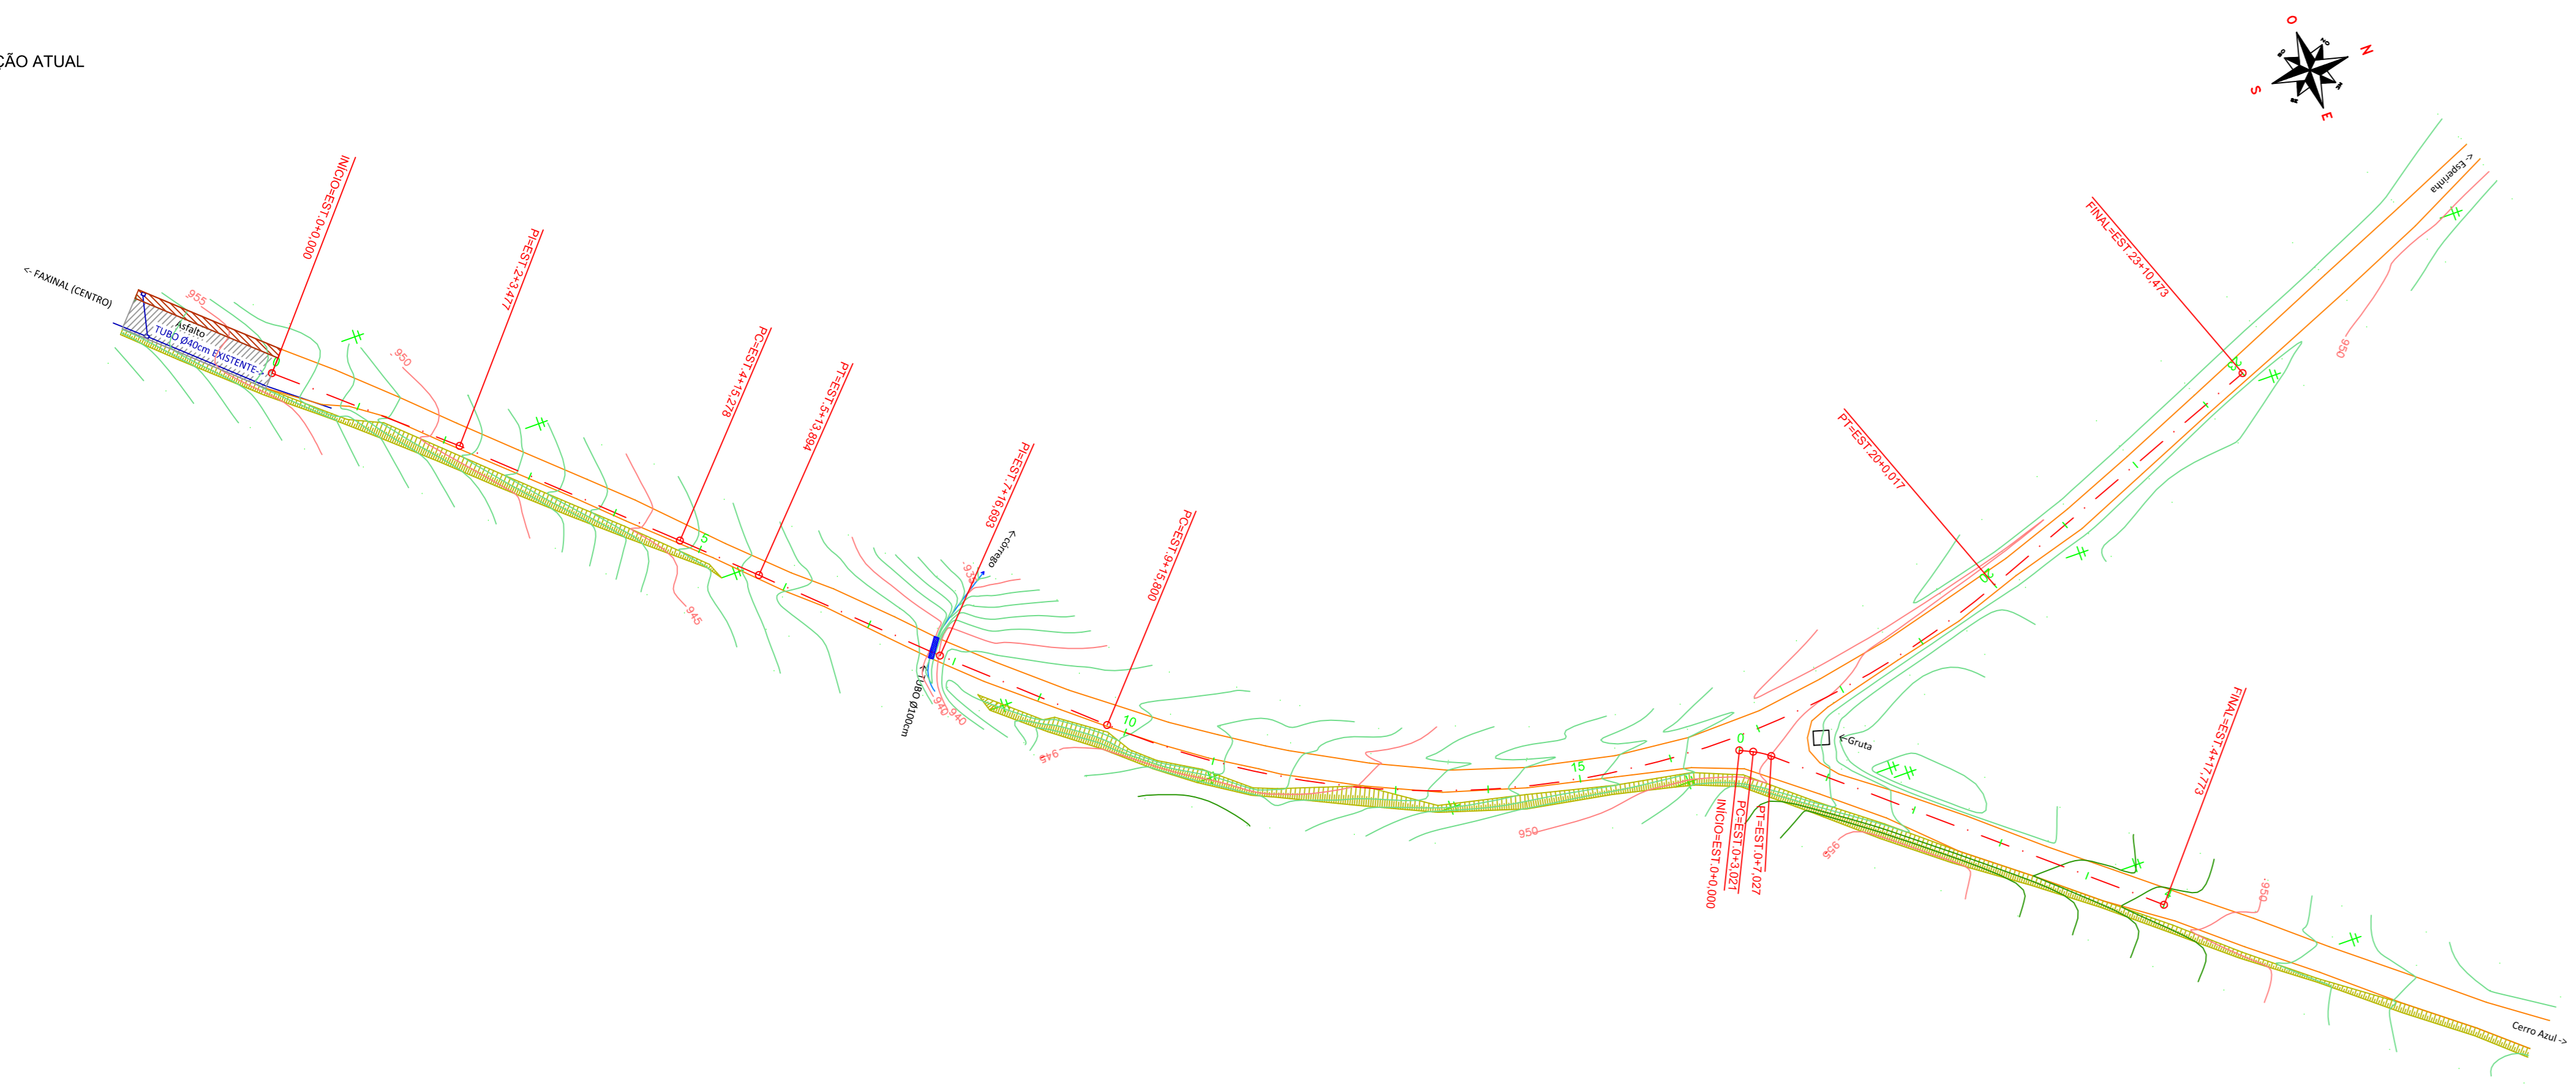 ÇÃO ATUAL
O
N
S
E
<- FAXINAL (CENTRO)
955
Asfalto
TUBO Ø40cm EXISTENTE->
INÍCIO=EST.0+0,000
950
PI=EST.2+3,477
PC=EST.4+15,278
5
945
PT=EST.5+13,894
PI=EST.7+16,693
<-córrego
TUBO Ø100cm
940
940
945
PC=EST.9+15,800
10
15
950
INÍCIO=EST.0+0,000
PC=EST.0+3,021
PT=EST.0+7,027
0
<-Gruta
955
PT=EST.20+0,017
20
FINAL=EST.23+10,473
950
<- Esperinha
FINAL=EST.4+17,773
4
950
Cerro Azul ->